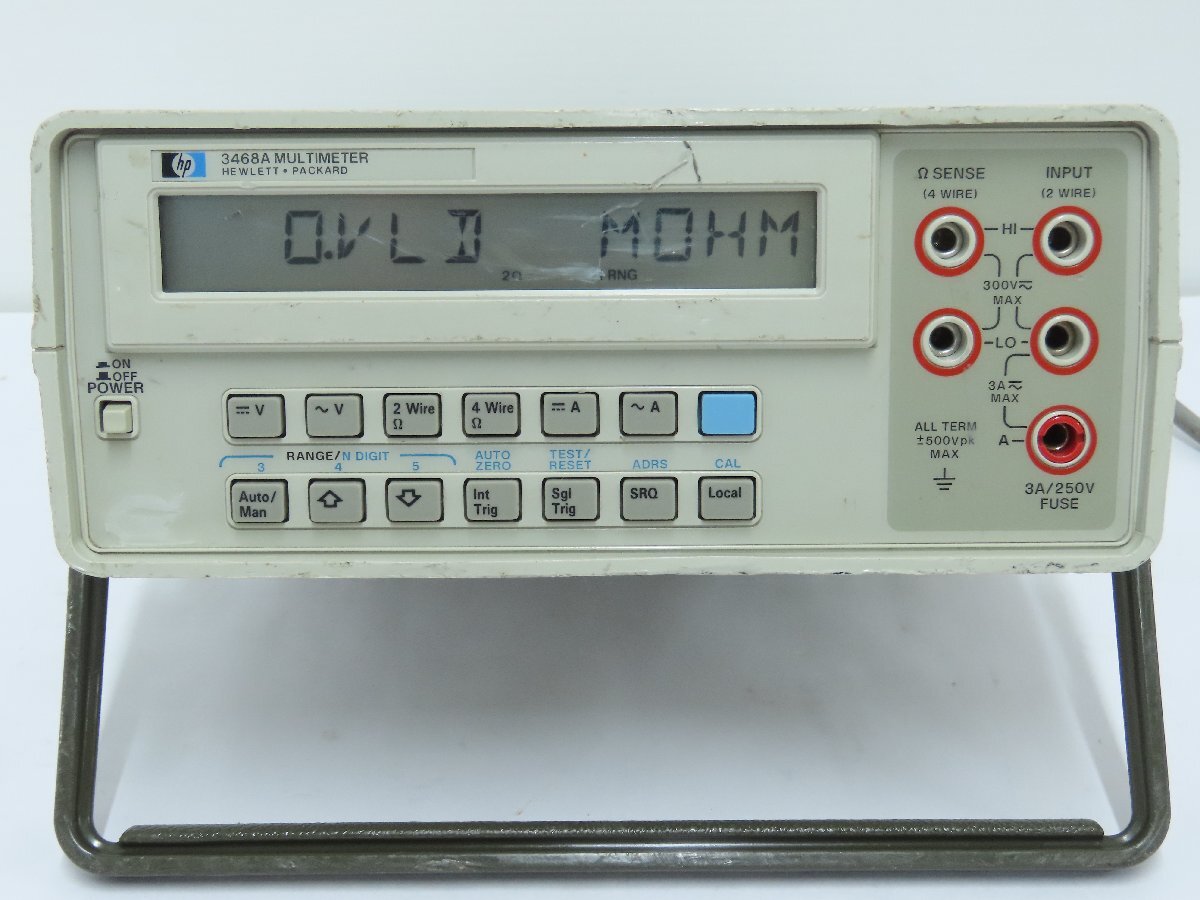 hp 3468A MULTIMETER
HEWLETT • PACKARD
0.VLD MOHM
2Ω
RNG
ON
OFF
POWER
⎓ V
~ V
2 Wire
Ω
4 Wire
Ω
⎓ A
~ A
RANGE/N DIGIT
3 4 5
AUTO
ZERO
TEST/
RESET
ADRS
CAL
Auto/
Man
Int
Trig
Sgl
Trig
SRQ
Local
Ω SENSE
(4 WIRE)
INPUT
(2 WIRE)
HI
300V⎓~
MAX
LO
3A⎓~
MAX
ALL TERM
±500Vpk
MAX
A
3A/250V
FUSE